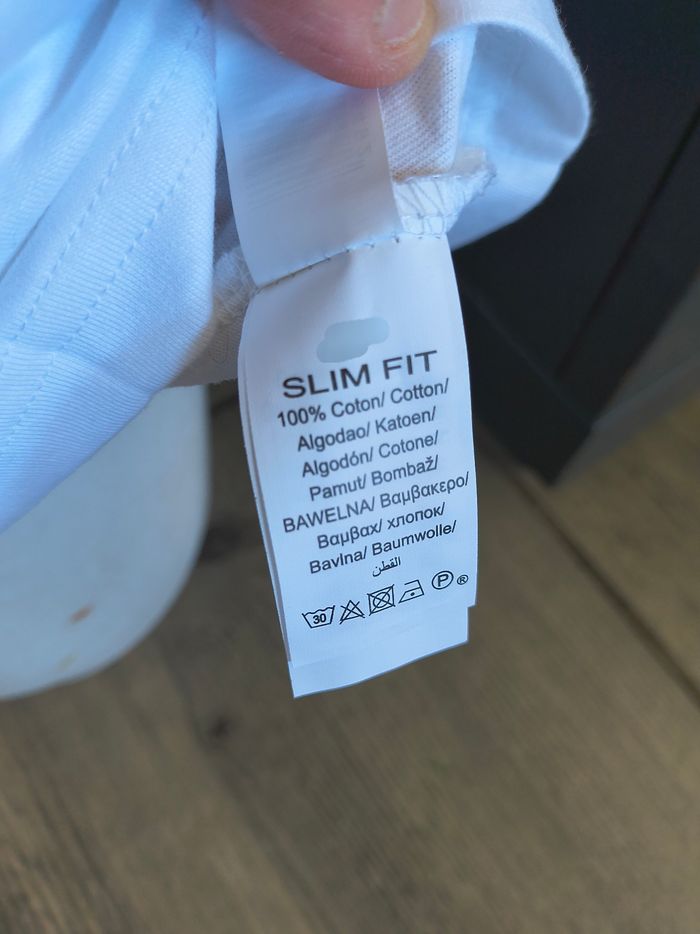 SLIM FIT
100% Coton/ Cotton/
Algodao/ Katoen/
Algodón/ Cotone/
Pamut/ Bombaž/
BAWELNA/ Βαμβακερο/
Βαμβαχ/ хлопок/
Bavlna/ Baumwolle/
القطن
30 P ®